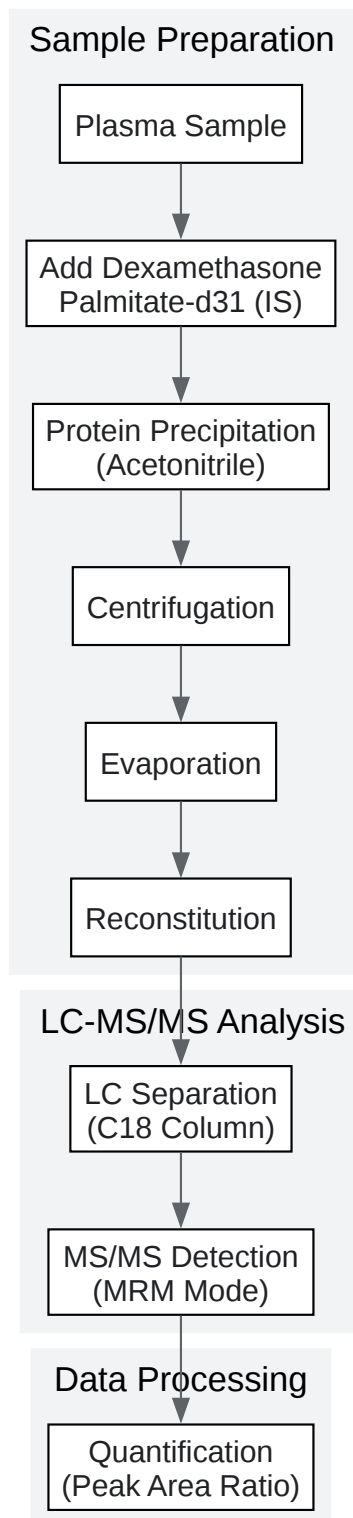 Sample Preparation
Plasma Sample
Add Dexamethasone
Palmitate-d31 (IS)
Protein Precipitation
(Acetonitrile)
Centrifugation
Evaporation
Reconstitution
LC-MS/MS Analysis
LC Separation
(C18 Column)
MS/MS Detection
(MRM Mode)
Data Processing
Quantification
(Peak Area Ratio)